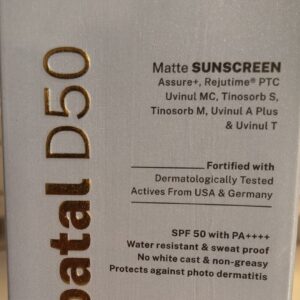 Matte SUNSCREEN
Assure+, Rejutime® PTC
Uvinul MC, Tinosorb S,
Tinosorb M, Uvinul A Plus
& Uvinul T
Fortified with
Dermatologically Tested
Actives From USA & Germany
SPF 50 with PA++++
Water resistant & sweat proof
No white cast & non-greasy
Protects against photo dermatitis
D50